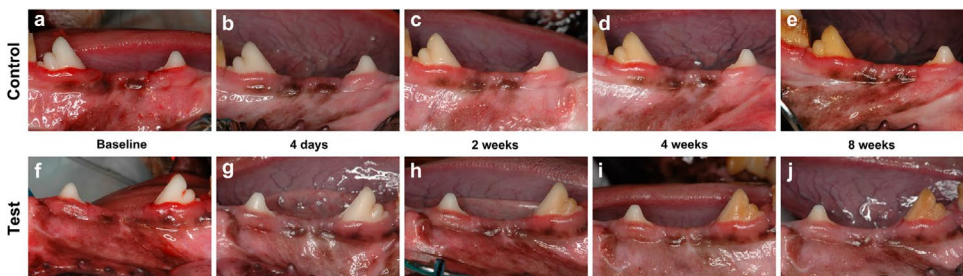 Control
a b c d e
Baseline 4 days 2 weeks 4 weeks 8 weeks
Test
f g h i j